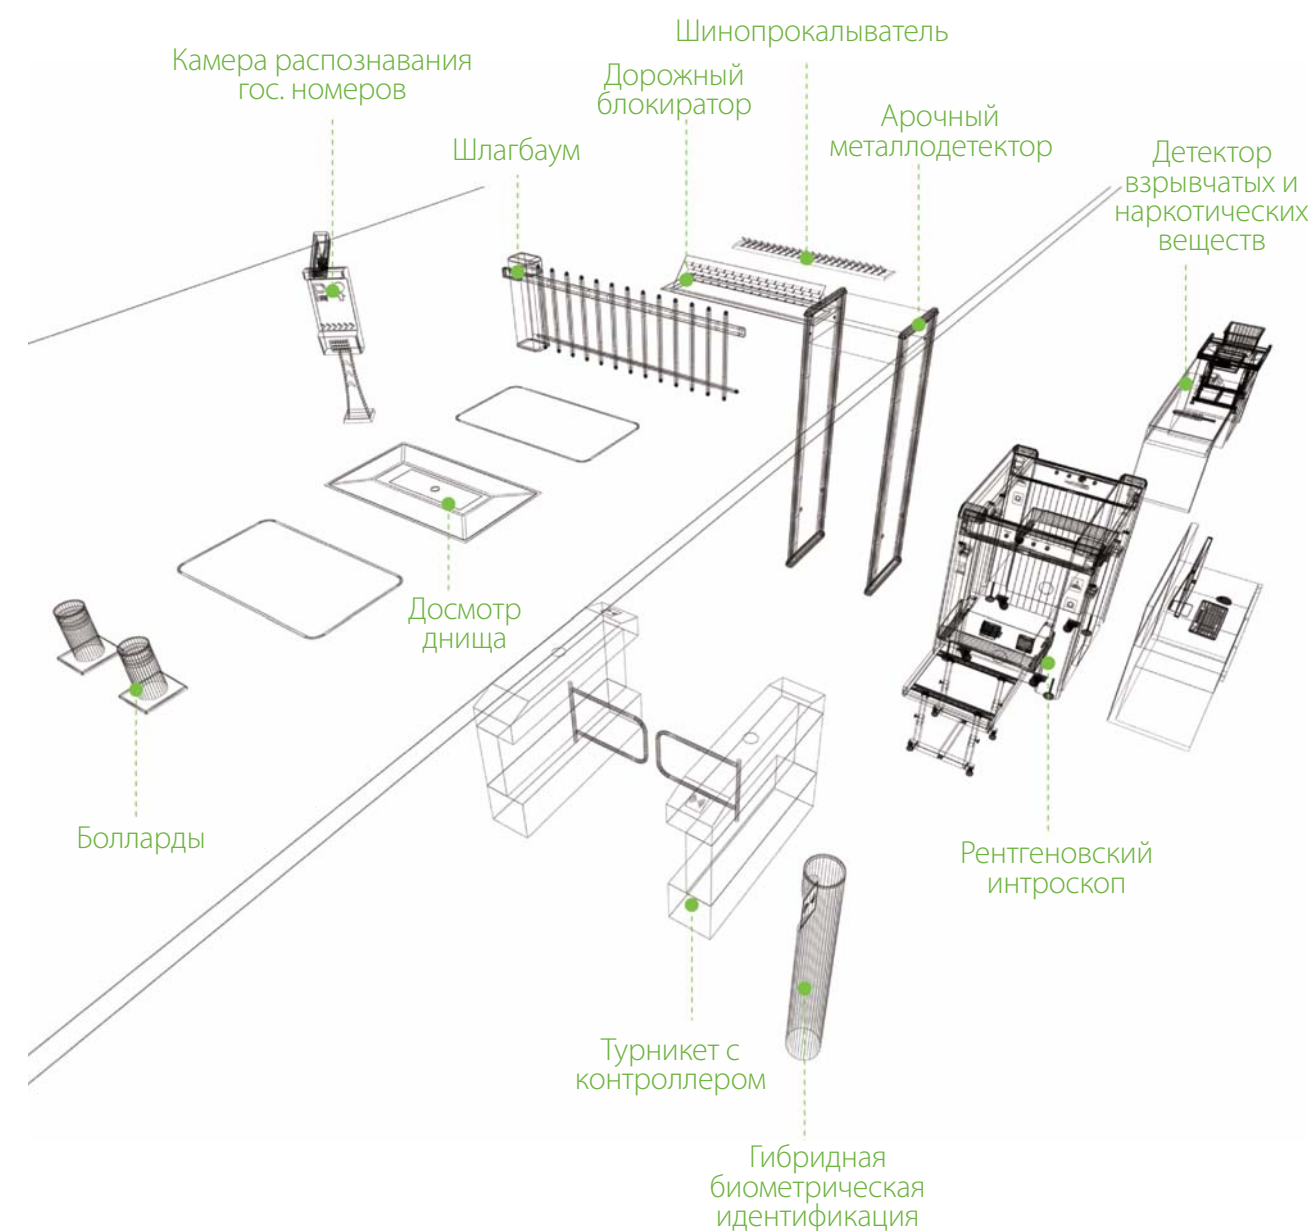 Шинопрокалыватель
Камера распознавания
гос. номеров
Дорожный
блокиратор
Арочный
металлодетектор
Шлагбаум
Детектор
взрывчатых и
наркотических
веществ
Досмотр
днища
Болларды
Рентгеновский
интроскоп
Турникет с
контроллером
Гибридная
биометрическая
идентификация